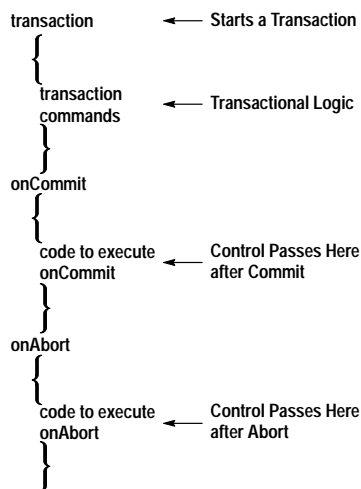 transaction Starts a Transaction
{
transaction Transactional Logic
commands
}
onCommit
{
code to execute Control Passes Here
onCommit after Commit
}
onAbort
{
code to execute Control Passes Here
onAbort after Abort
}